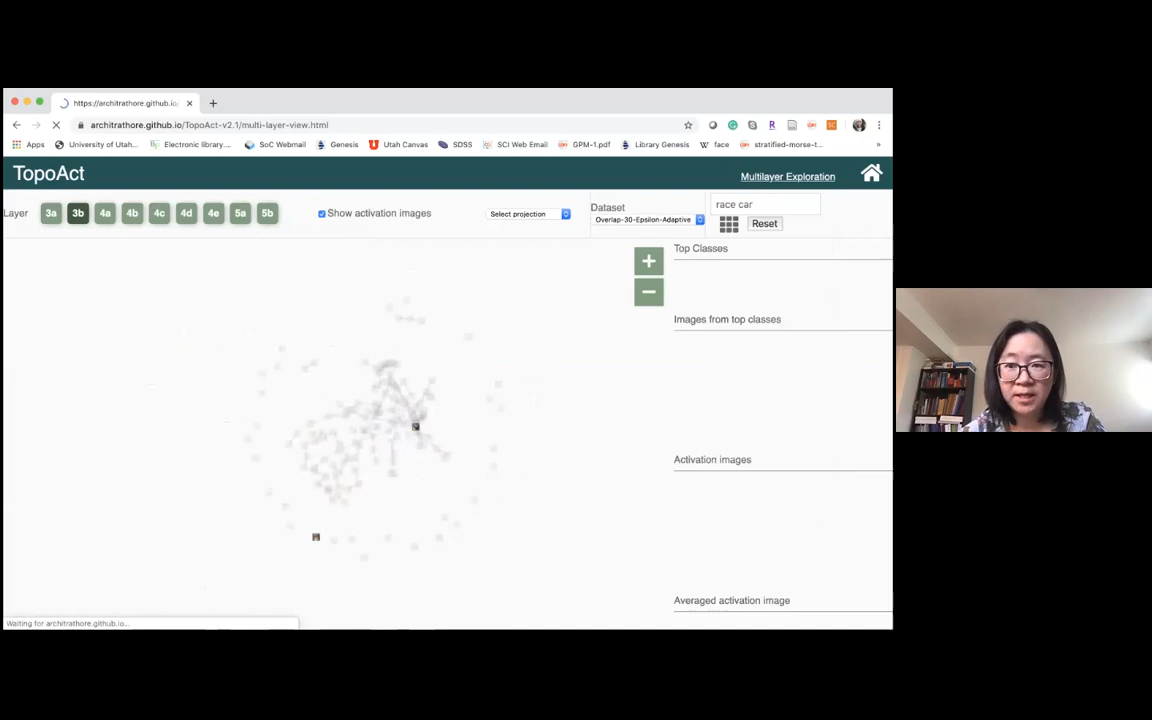 https://architrathore.github.io/
architrathore.github.io/TopoAct-v2.1/multi-layer-view.html
Apps University of Utah... Electronic library.... SoC Webmail Genesis Utah Canvas SDSS SCI Web Email GPM-1.pdf Library Genesis face stratified-morse-t... »
TopoAct Multilayer Exploration
Layer 3a 3b 4a 4b 4c 4d 4e 5a 5b Show activation images Select projection Dataset Overlap-30-Epsilon-Adaptive race car Reset
+
−
Top Classes
Images from top classes
Activation images
Averaged activation image
Waiting for architrathore.github.io...